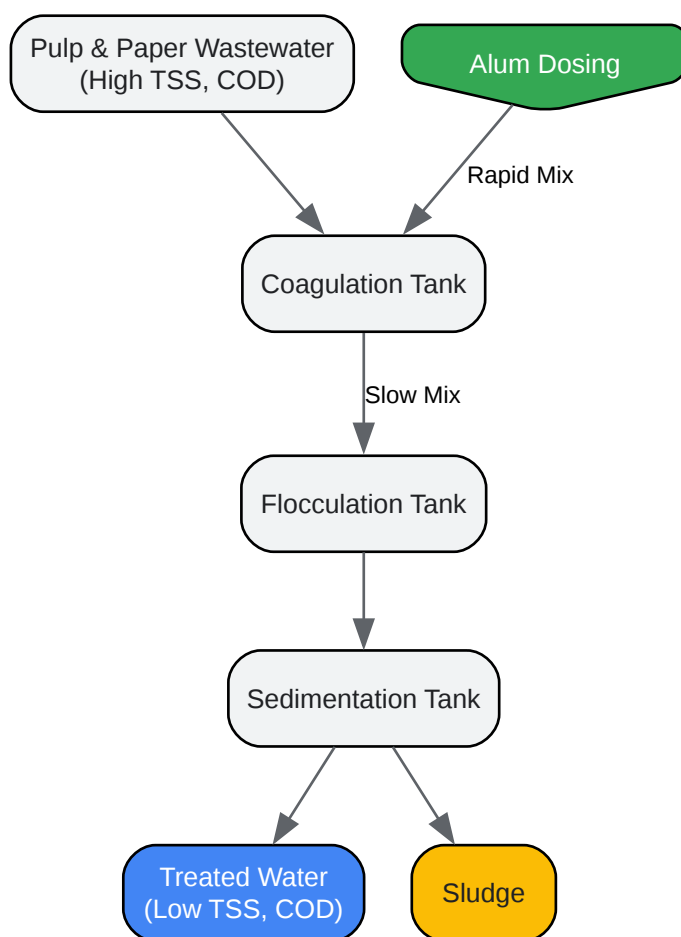 Pulp & Paper Wastewater
(High TSS, COD)
Alum Dosing
Rapid Mix
Coagulation Tank
Slow Mix
Flocculation Tank
Sedimentation Tank
Treated Water
(Low TSS, COD)
Sludge